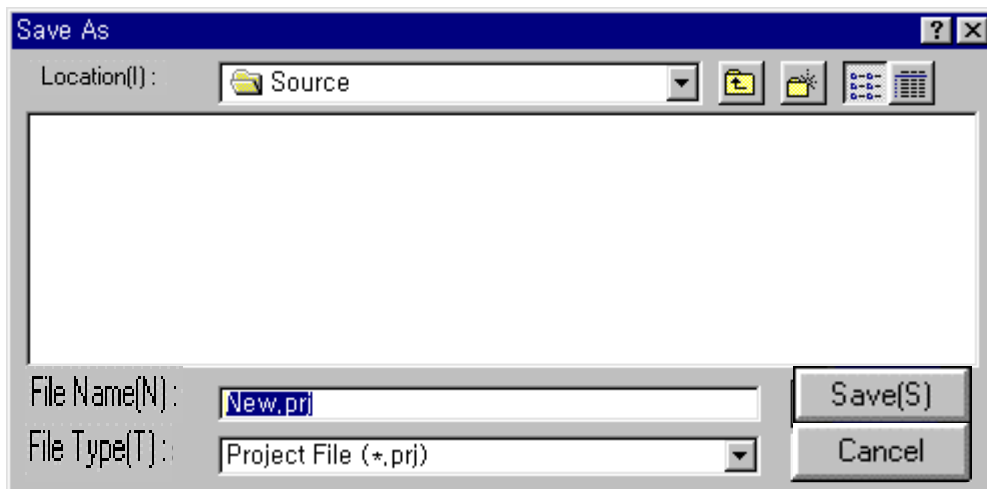 Save As
Location(I) :
Source
File Name(N) :
New.prj
Save(S)
File Type(T) :
Project File (*.prj)
Cancel